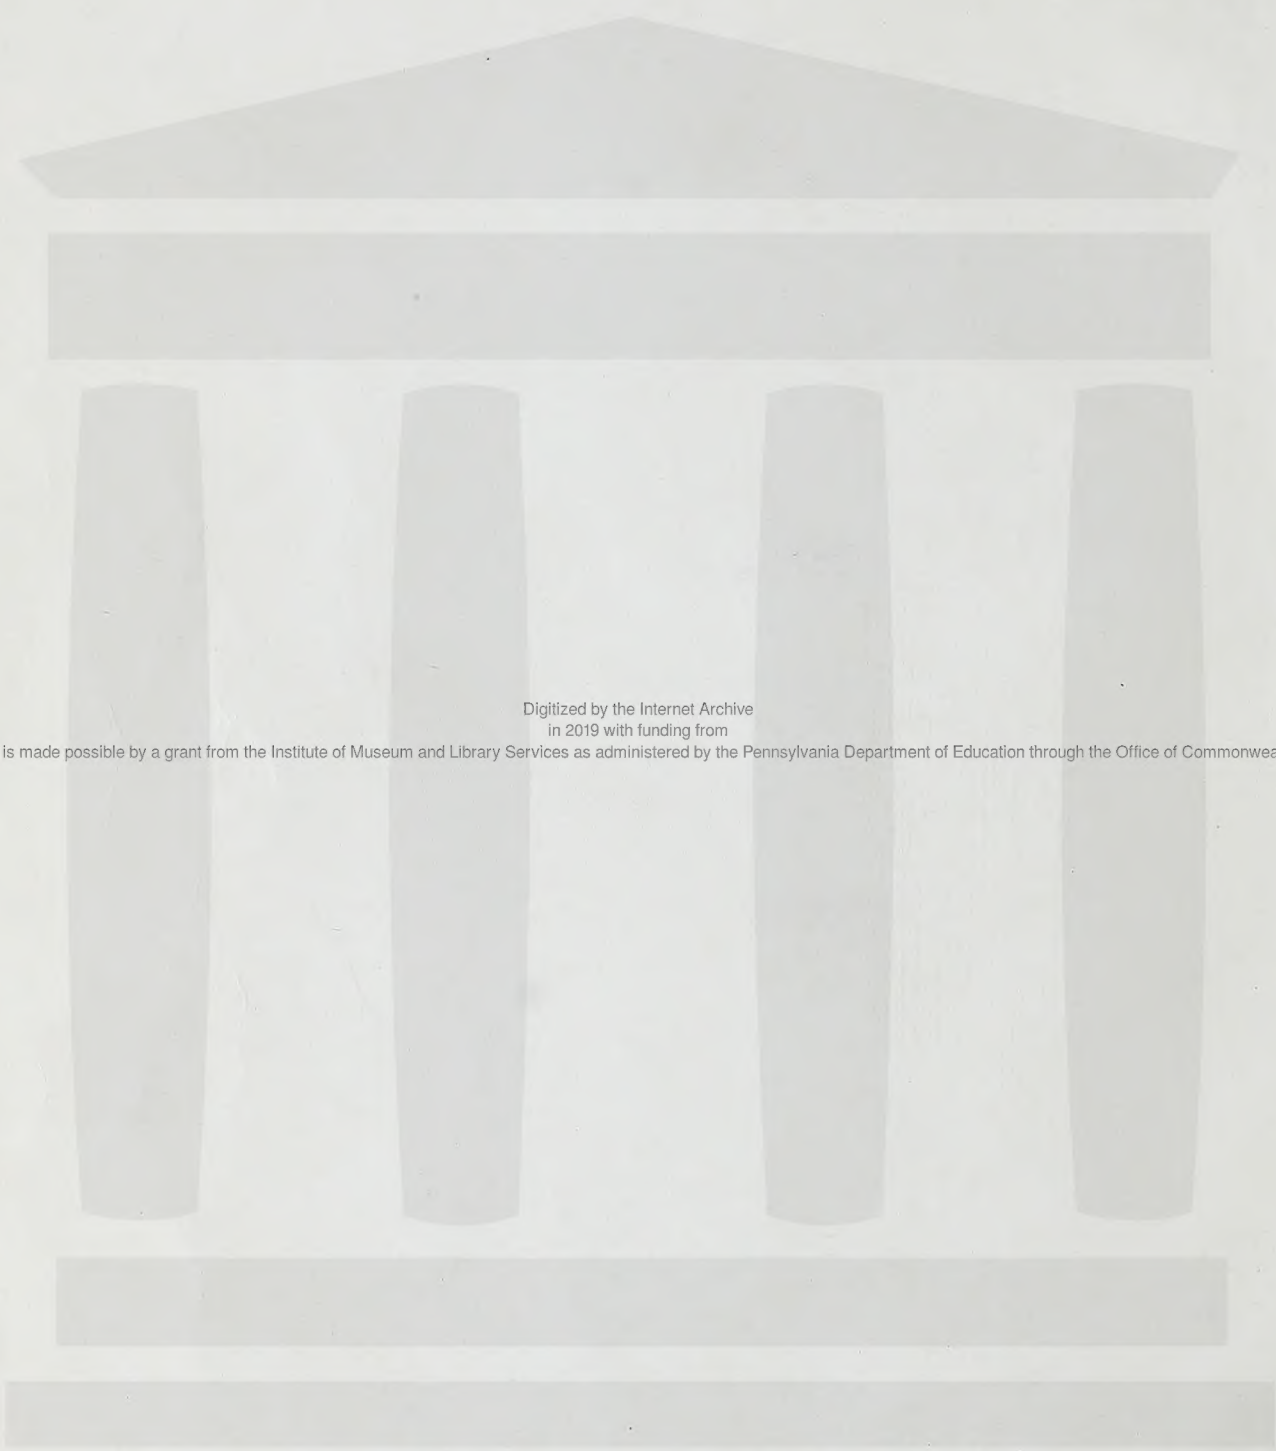 Digitized by the Internet Archive
in 2019 with funding from
is made possible by a grant from the Institute of Museum and Library Services as administered by the Pennsylvania Department of Education through the Office of